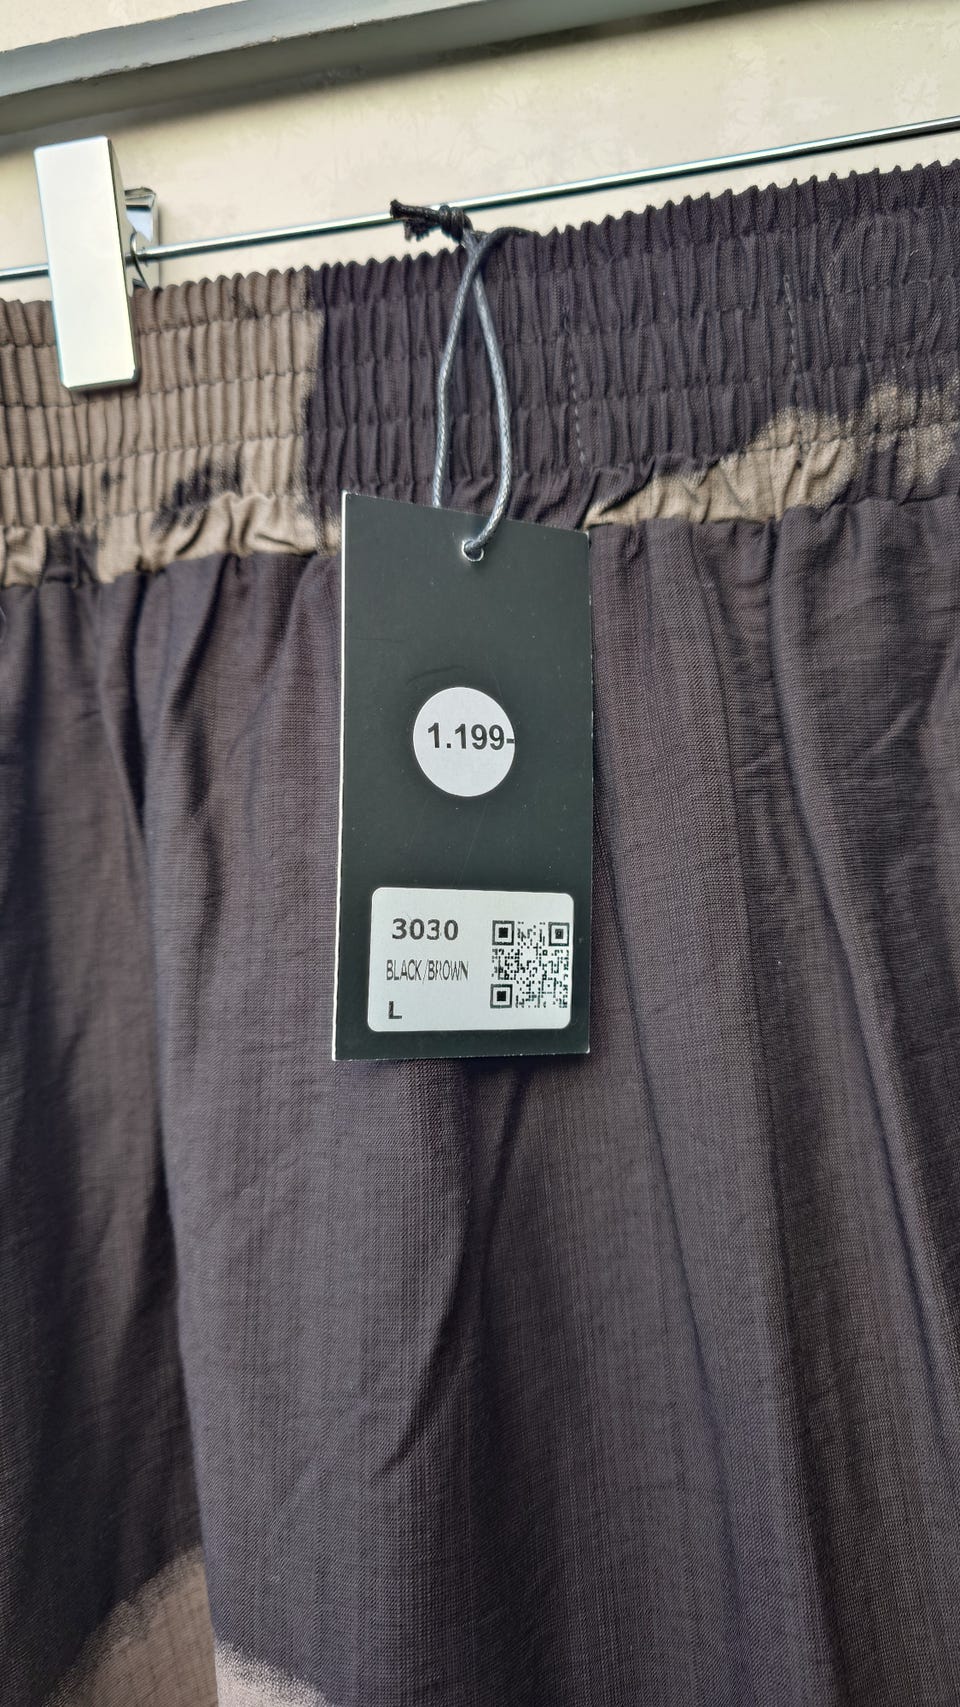 1.199-
3030
BLACK/BROWN
L